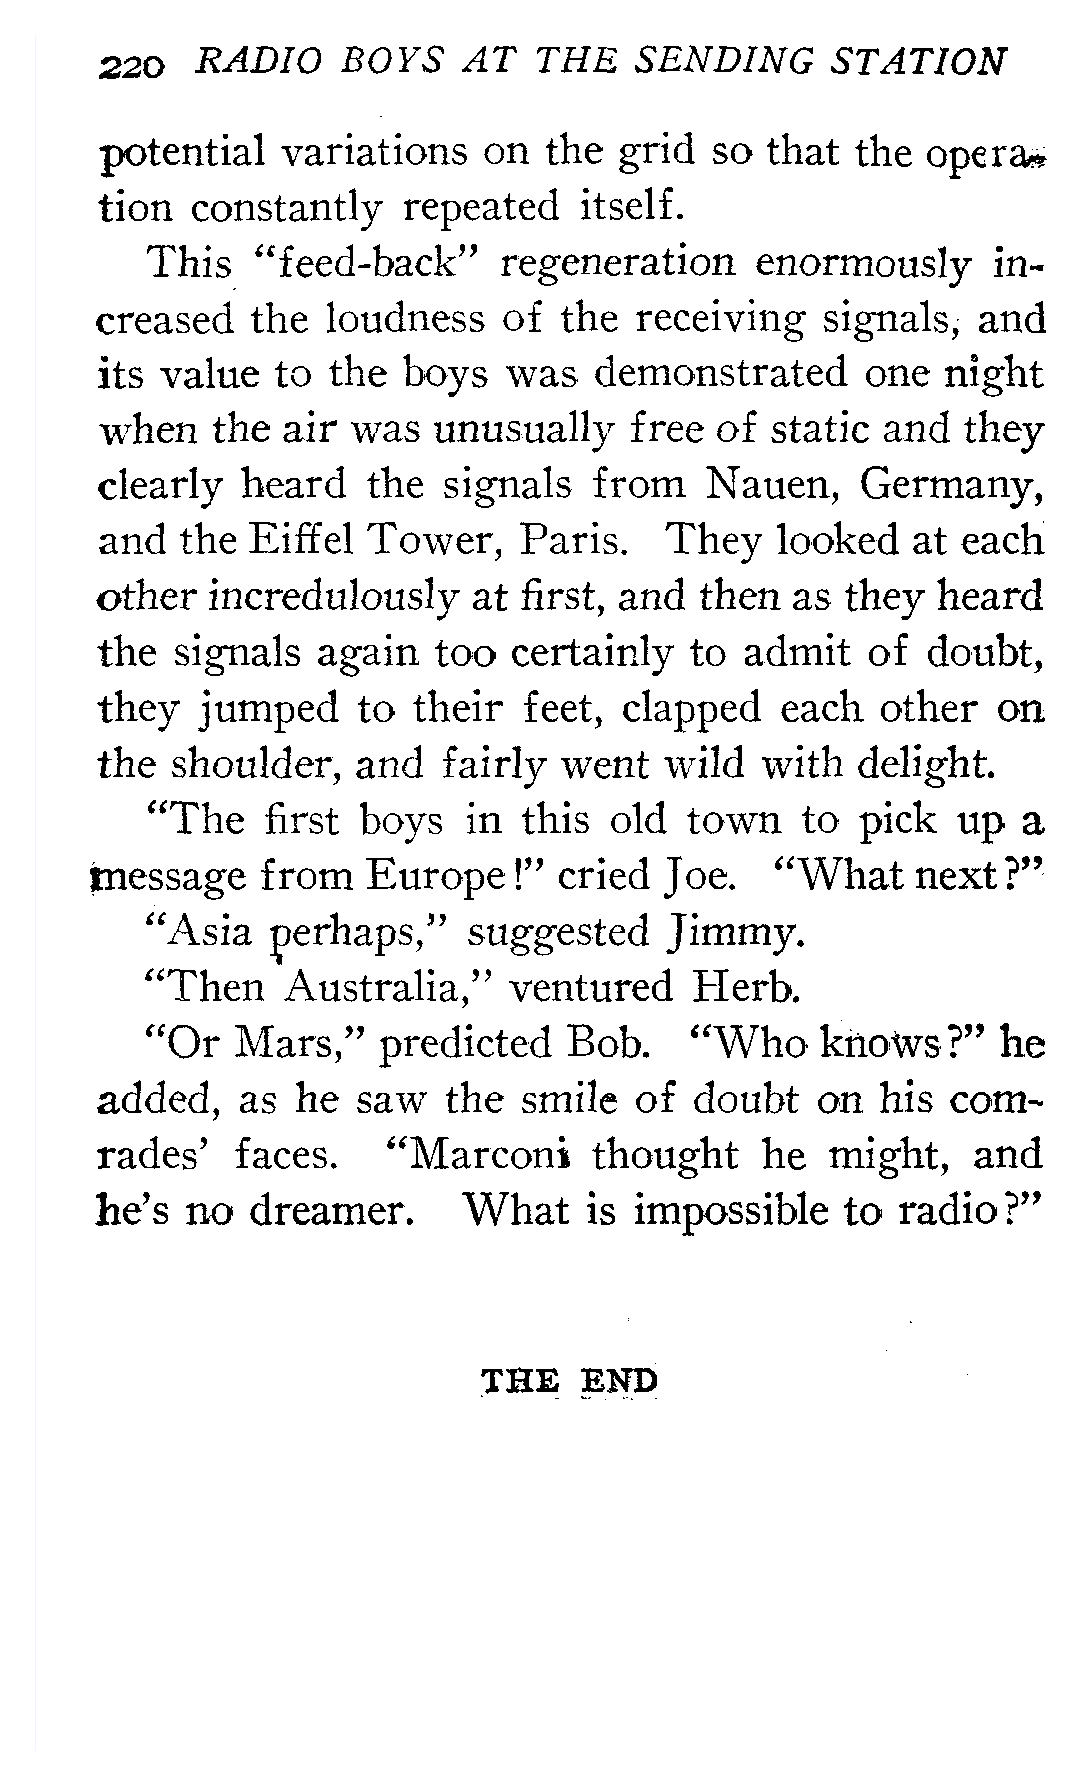 220 RADIO BOYS AT THE SENDING STATION
potential variations on the grid so that the opera-
tion constantly repeated itself.
This “feed-back” regeneration enormously in-
creased the loudness of the receiving signals, and
its value to the boys was demonstrated one night
when the air was unusually free of static and they
clearly heard the signals from Nauen, Germany,
and the Eiffel Tower, Paris. They looked at each
other incredulously at first, and then as they heard
the signals again too certainly to admit of doubt,
they jumped to their feet, clapped each other on
the shoulder, and fairly went wild with delight.
“The first boys in this old town to pick up a
message from Europe!” cried Joe. “What next?”
“Asia perhaps,” suggested Jimmy.
“Then Australia,” ventured Herb.
“Or Mars,” predicted Bob. “Who knows?” he
added, as he saw the smile of doubt on his com-
rades’ faces. “Marconi thought he might, and
he’s no dreamer. What is impossible to radio?”
THE END